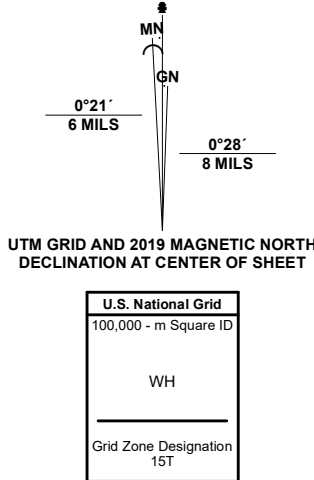 MN
GN
0°21´
6 MILS
0°28´
8 MILS
UTM GRID AND 2019 MAGNETIC NORTH
DECLINATION AT CENTER OF SHEET
U.S. National Grid
100,000 - m Square ID
WH
Grid Zone Designation
15T